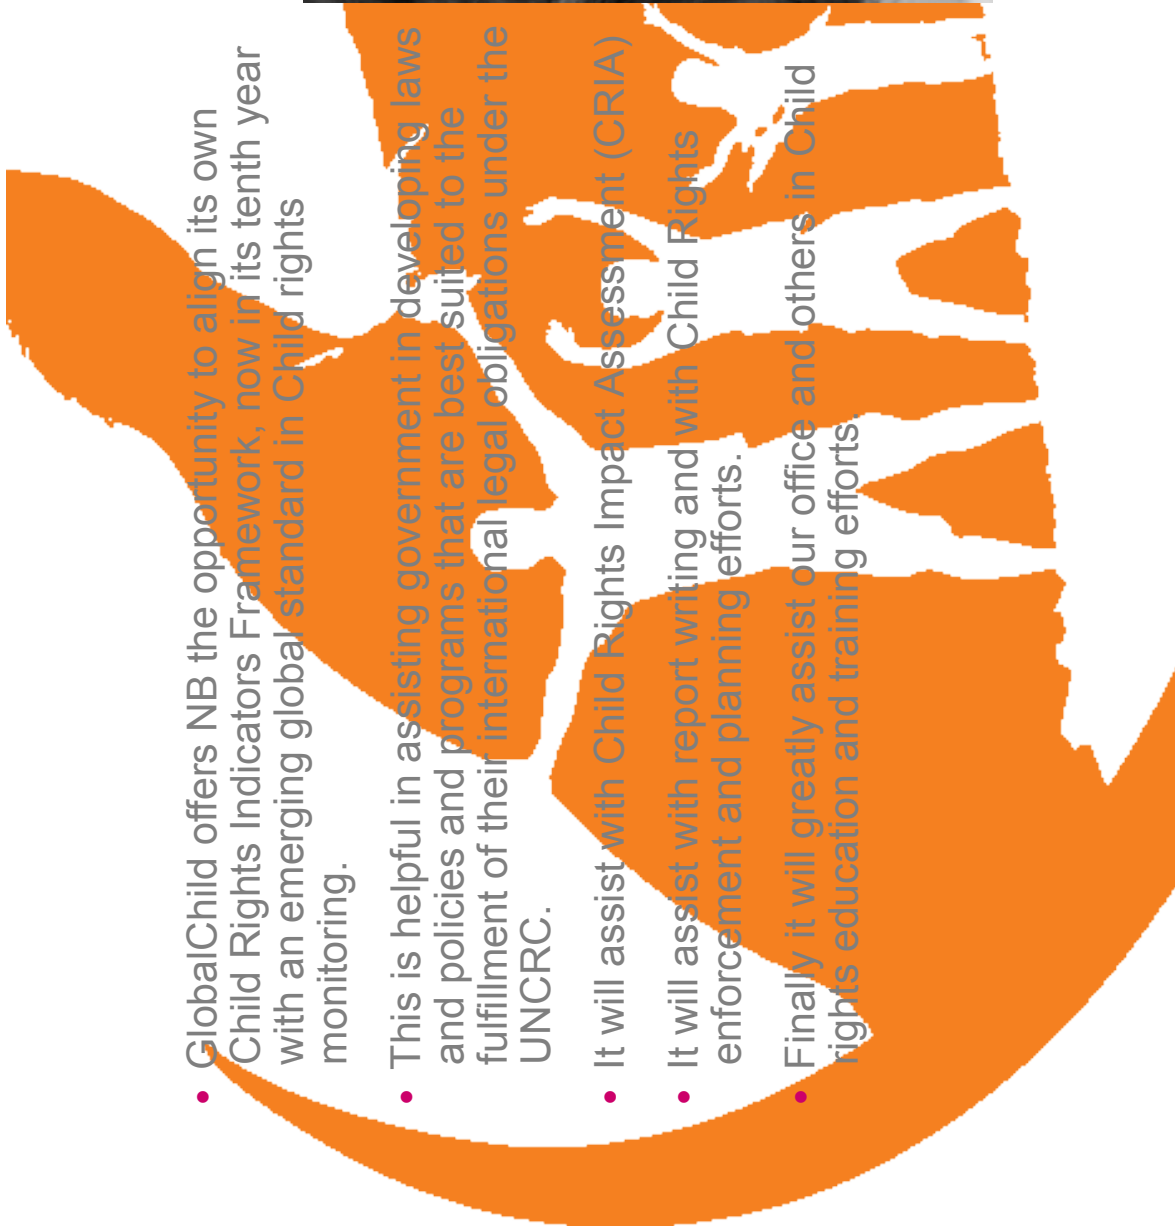 • GlobalChild offers NB the opportunity to align its own
Child Rights Indicators Framework, now in its tenth year
with an emerging global standard in Child rights
monitoring.
• This is helpful in assisting government in developing laws
and policies and programs that are best suited to the
fulfillment of their international legal obligations under the
UNCRC.
• It will assist with Child Rights Impact Assessment (CRIA)
• It will assist with report writing and with Child Rights
enforcement and planning efforts.
• Finally it will greatly assist our office and others in Child
rights education and training efforts.